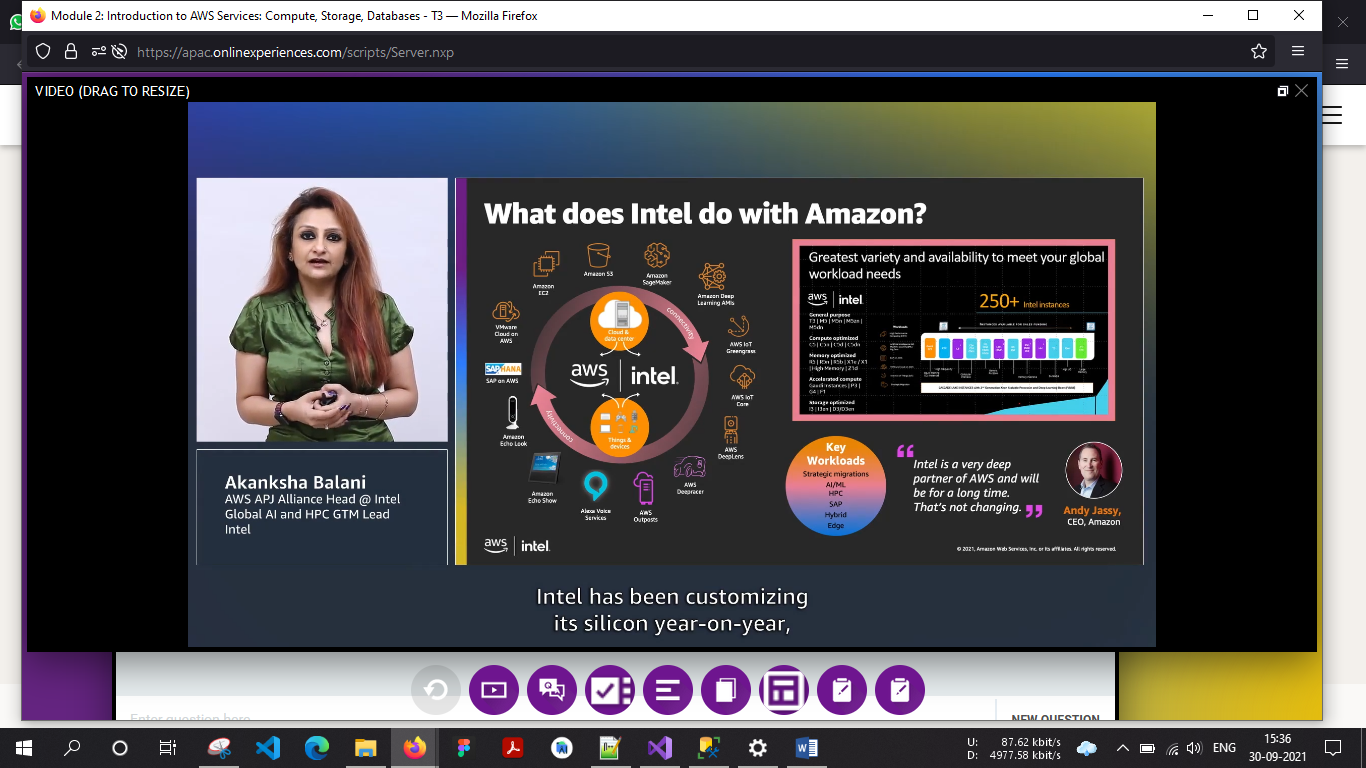 Module 2: Introduction to AWS Services: Compute, Storage, Databases - T3 — Mozilla Firefox
https://apac.onlinexperiences.com/scripts/Server.nxp
VIDEO (DRAG TO RESIZE)
What does Intel do with Amazon?
Amazon
EC2
Amazon S3
Amazon
SageMaker
Amazon Deep
Learning AMIs
AWS IoT
Greengrass
AWS IoT
Core
AWS
DeepLens
AWS
Deepracer
AWS
Outposts
Alexa Voice
Services
Amazon
Echo Show
Amazon
Echo Look
SAP HANA
SAP on AWS
VMware
Cloud on
AWS
connectivity
Cloud &
data center
aws | intel.
Things &
devices
connectivity
Greatest variety and availability to meet your global
workload needs
aws | intel.
250+ Intel instances
General purpose
Compute optimized
Memory optimized
| High Memory | Z1d
Accelerated compute
Storage optimized
Key
Workloads
Strategic migrations
AI/ML
HPC
SAP
Hybrid
Edge
Intel is a very deep
partner of AWS and will
be for a long time.
That's not changing.
Andy Jassy,
CEO, Amazon
aws | intel.
© 2021, Amazon Web Services, Inc. or its affiliates. All rights reserved.
Akanksha Balani
AWS APJ Alliance Head @ Intel
Global AI and HPC GTM Lead
Intel
Intel has been customizing
its silicon year-on-year,
Enter question here
NEW QUESTION
U: 87.62 kbit/s
D: 4977.58 kbit/s
ENG
15:36
30-09-2021